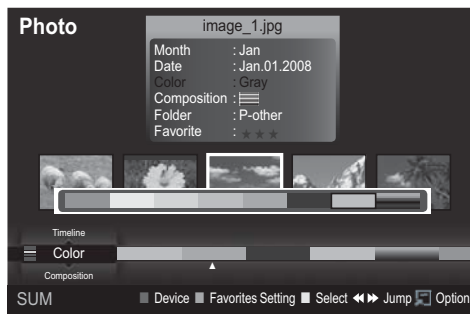 Photo
image_1.jpg
Month : Jan
Date : Jan.01.2008
Color : Gray
Composition :
Folder : P-other
Favorite : ★ ★ ★
Timeline
Color
Composition
SUM
Device Favorites Setting Select Jump Option